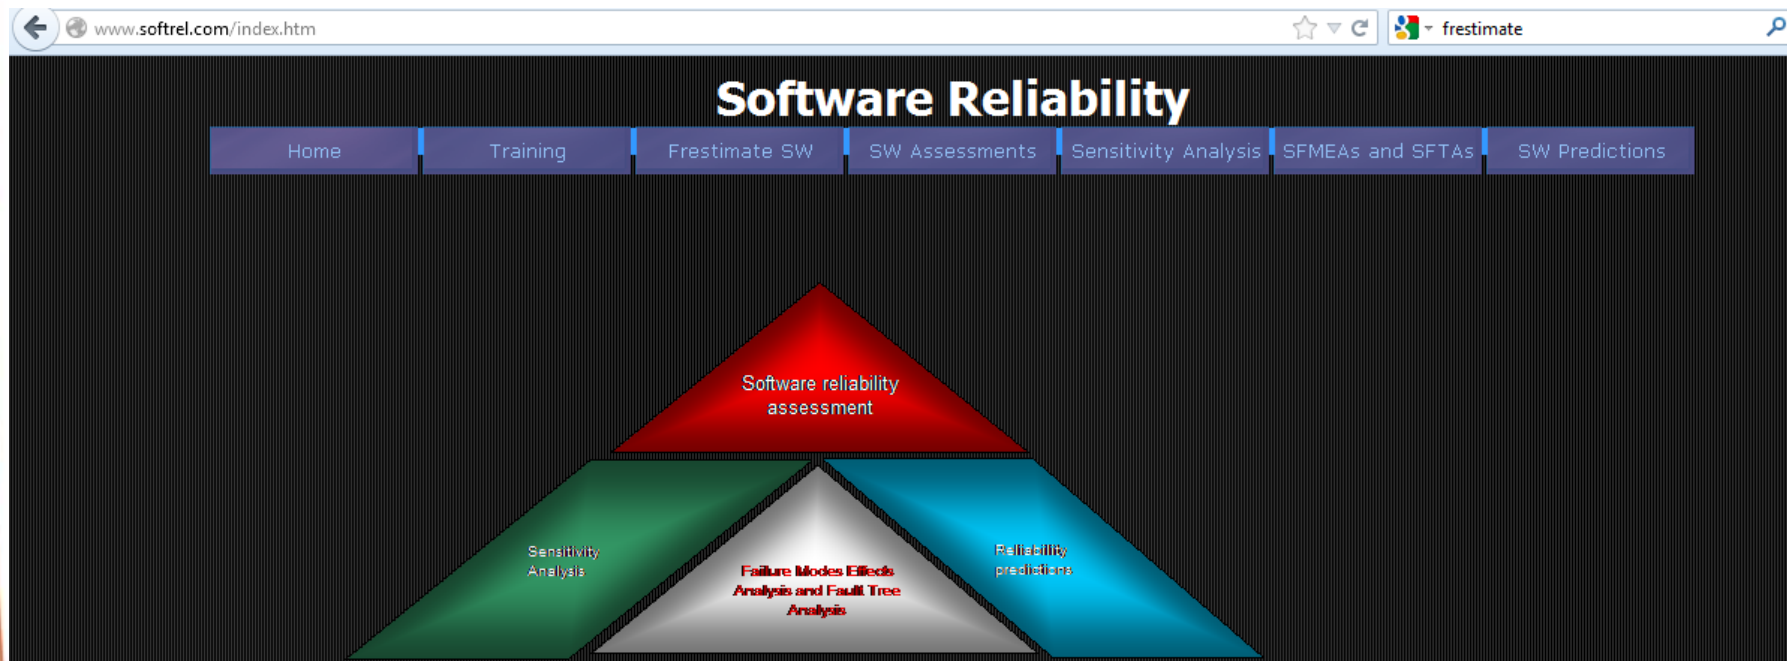 www.softrel.com/index.htm
frestimate
Software Reliability
Home Training Frestimate SW SW Assessments Sensitivity Analysis SFMEAs and SFTAs SW Predictions
Software reliability
assessment
Sensitivity
Analysis
Failure Modes Effects
Analysis and Fault Tree
Analysis
Reliability
predictions